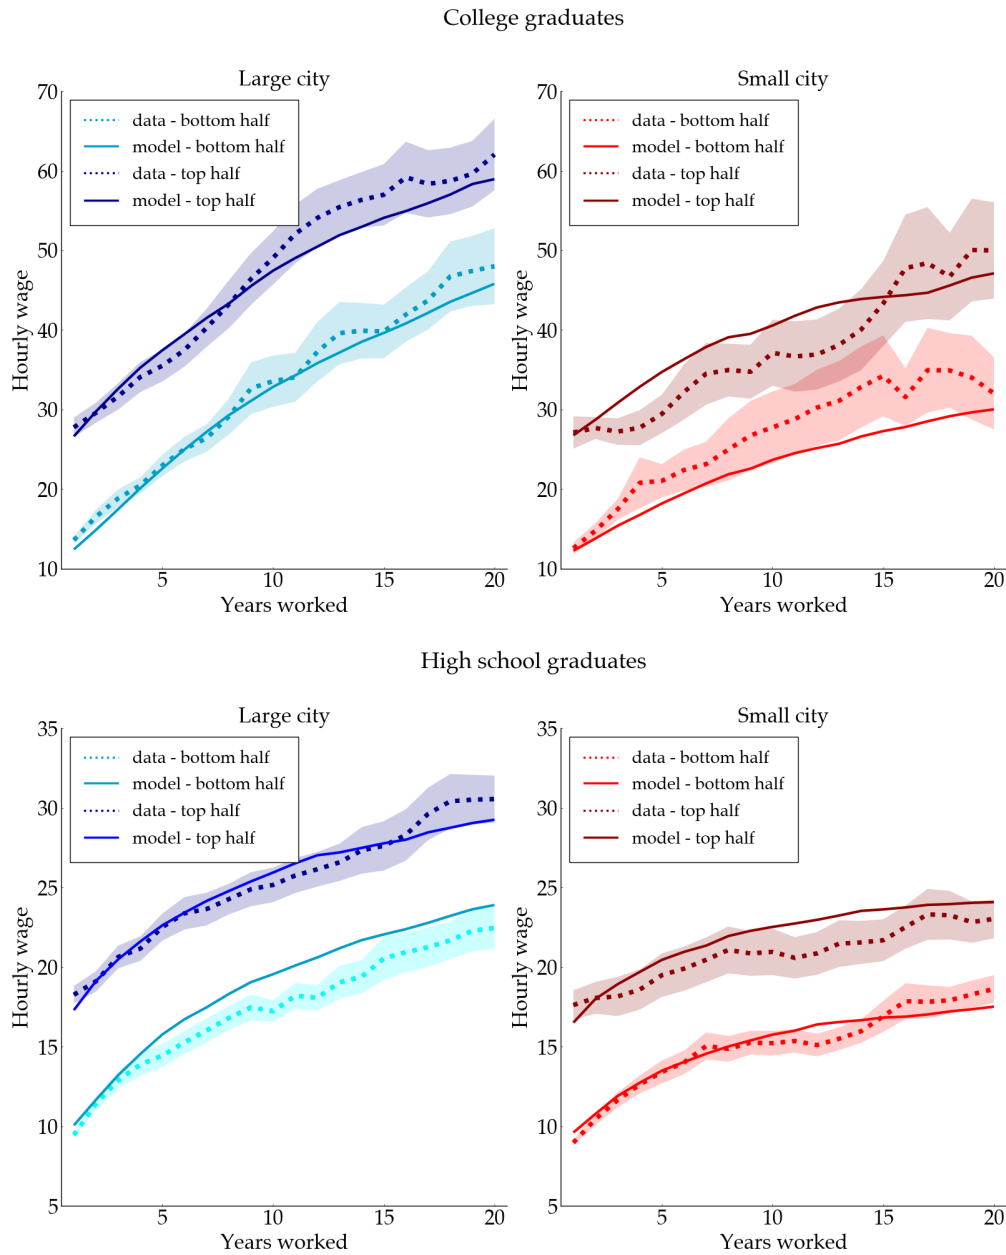 College graduates
Large city
70
60
50
40
30
20
10
Hourly wage
data - bottom half
model - bottom half
data - top half
model - top half
5
10
15
20
Years worked
Small city
70
60
50
40
30
20
10
Hourly wage
data - bottom half
model - bottom half
data - top half
model - top half
5
10
15
20
Years worked
High school graduates
Large city
35
30
25
20
15
10
5
Hourly wage
data - bottom half
model - bottom half
data - top half
model - top half
5
10
15
20
Years worked
Small city
35
30
25
20
15
10
5
Hourly wage
data - bottom half
model - bottom half
data - top half
model - top half
5
10
15
20
Years worked